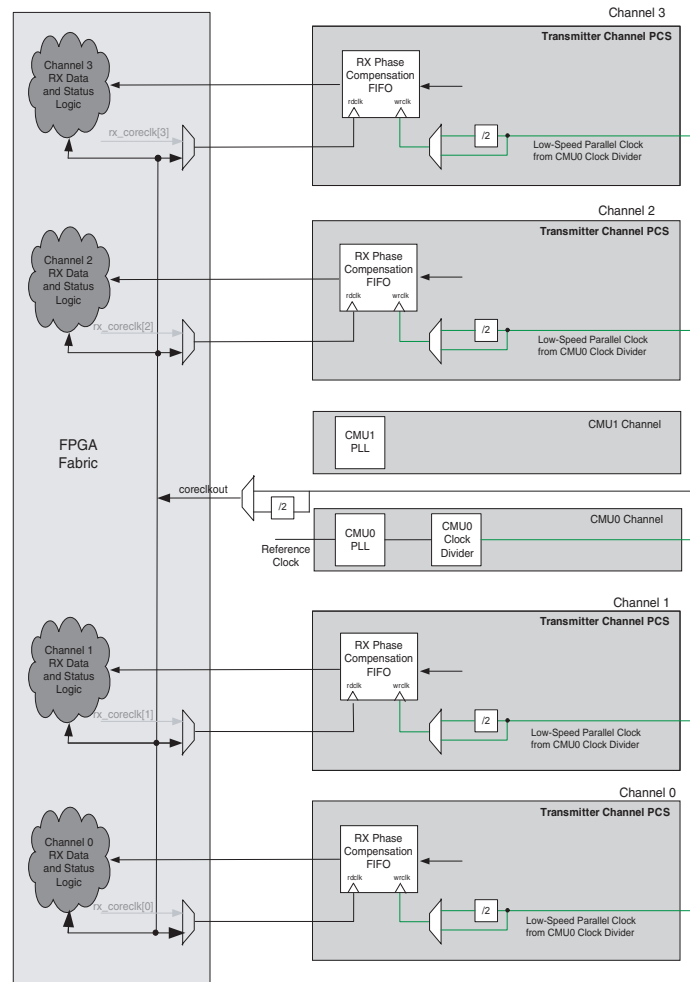 Channel 3
Transmitter Channel PCS
Channel 3
RX Data
and Status
Logic
RX Phase
Compensation
FIFO
rdclk wrclk
rx_coreclk[3]
/2
Low-Speed Parallel Clock
from CMU0 Clock Divider
Channel 2
Transmitter Channel PCS
Channel 2
RX Data
and Status
Logic
RX Phase
Compensation
FIFO
rdclk wrclk
rx_coreclk[2]
/2
Low-Speed Parallel Clock
from CMU0 Clock Divider
FPGA
Fabric
CMU1 Channel
CMU1
PLL
coreclkout
/2
CMU0 Channel
Reference
Clock
CMU0
PLL
CMU0
Clock
Divider
Channel 1
Transmitter Channel PCS
Channel 1
RX Data
and Status
Logic
RX Phase
Compensation
FIFO
rdclk wrclk
rx_coreclk[1]
/2
Low-Speed Parallel Clock
from CMU0 Clock Divider
Channel 0
Transmitter Channel PCS
Channel 0
RX Data
and Status
Logic
RX Phase
Compensation
FIFO
rdclk wrclk
rx_coreclk[0]
/2
Low-Speed Parallel Clock
from CMU0 Clock Divider